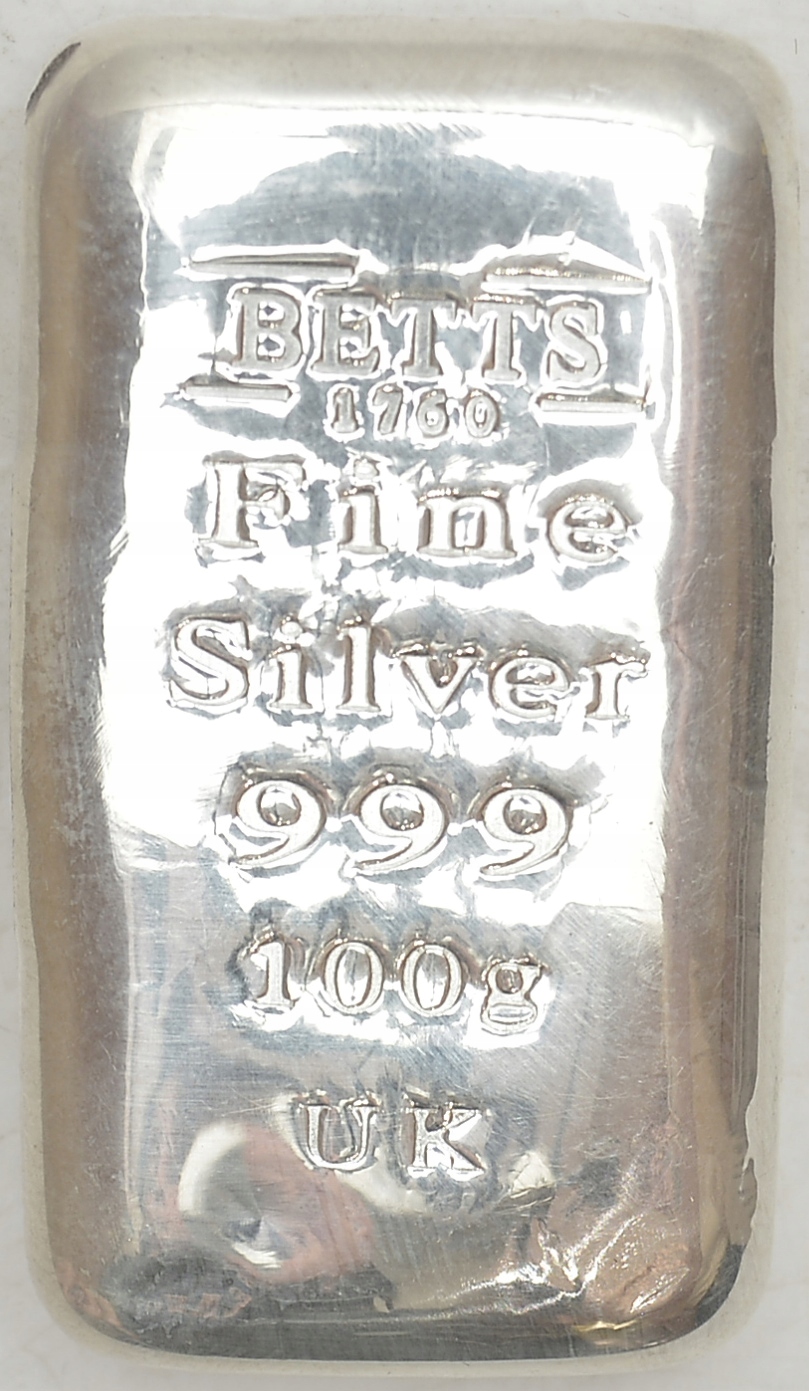 BETTS
1760
Fine
Silver
999
100g
UK